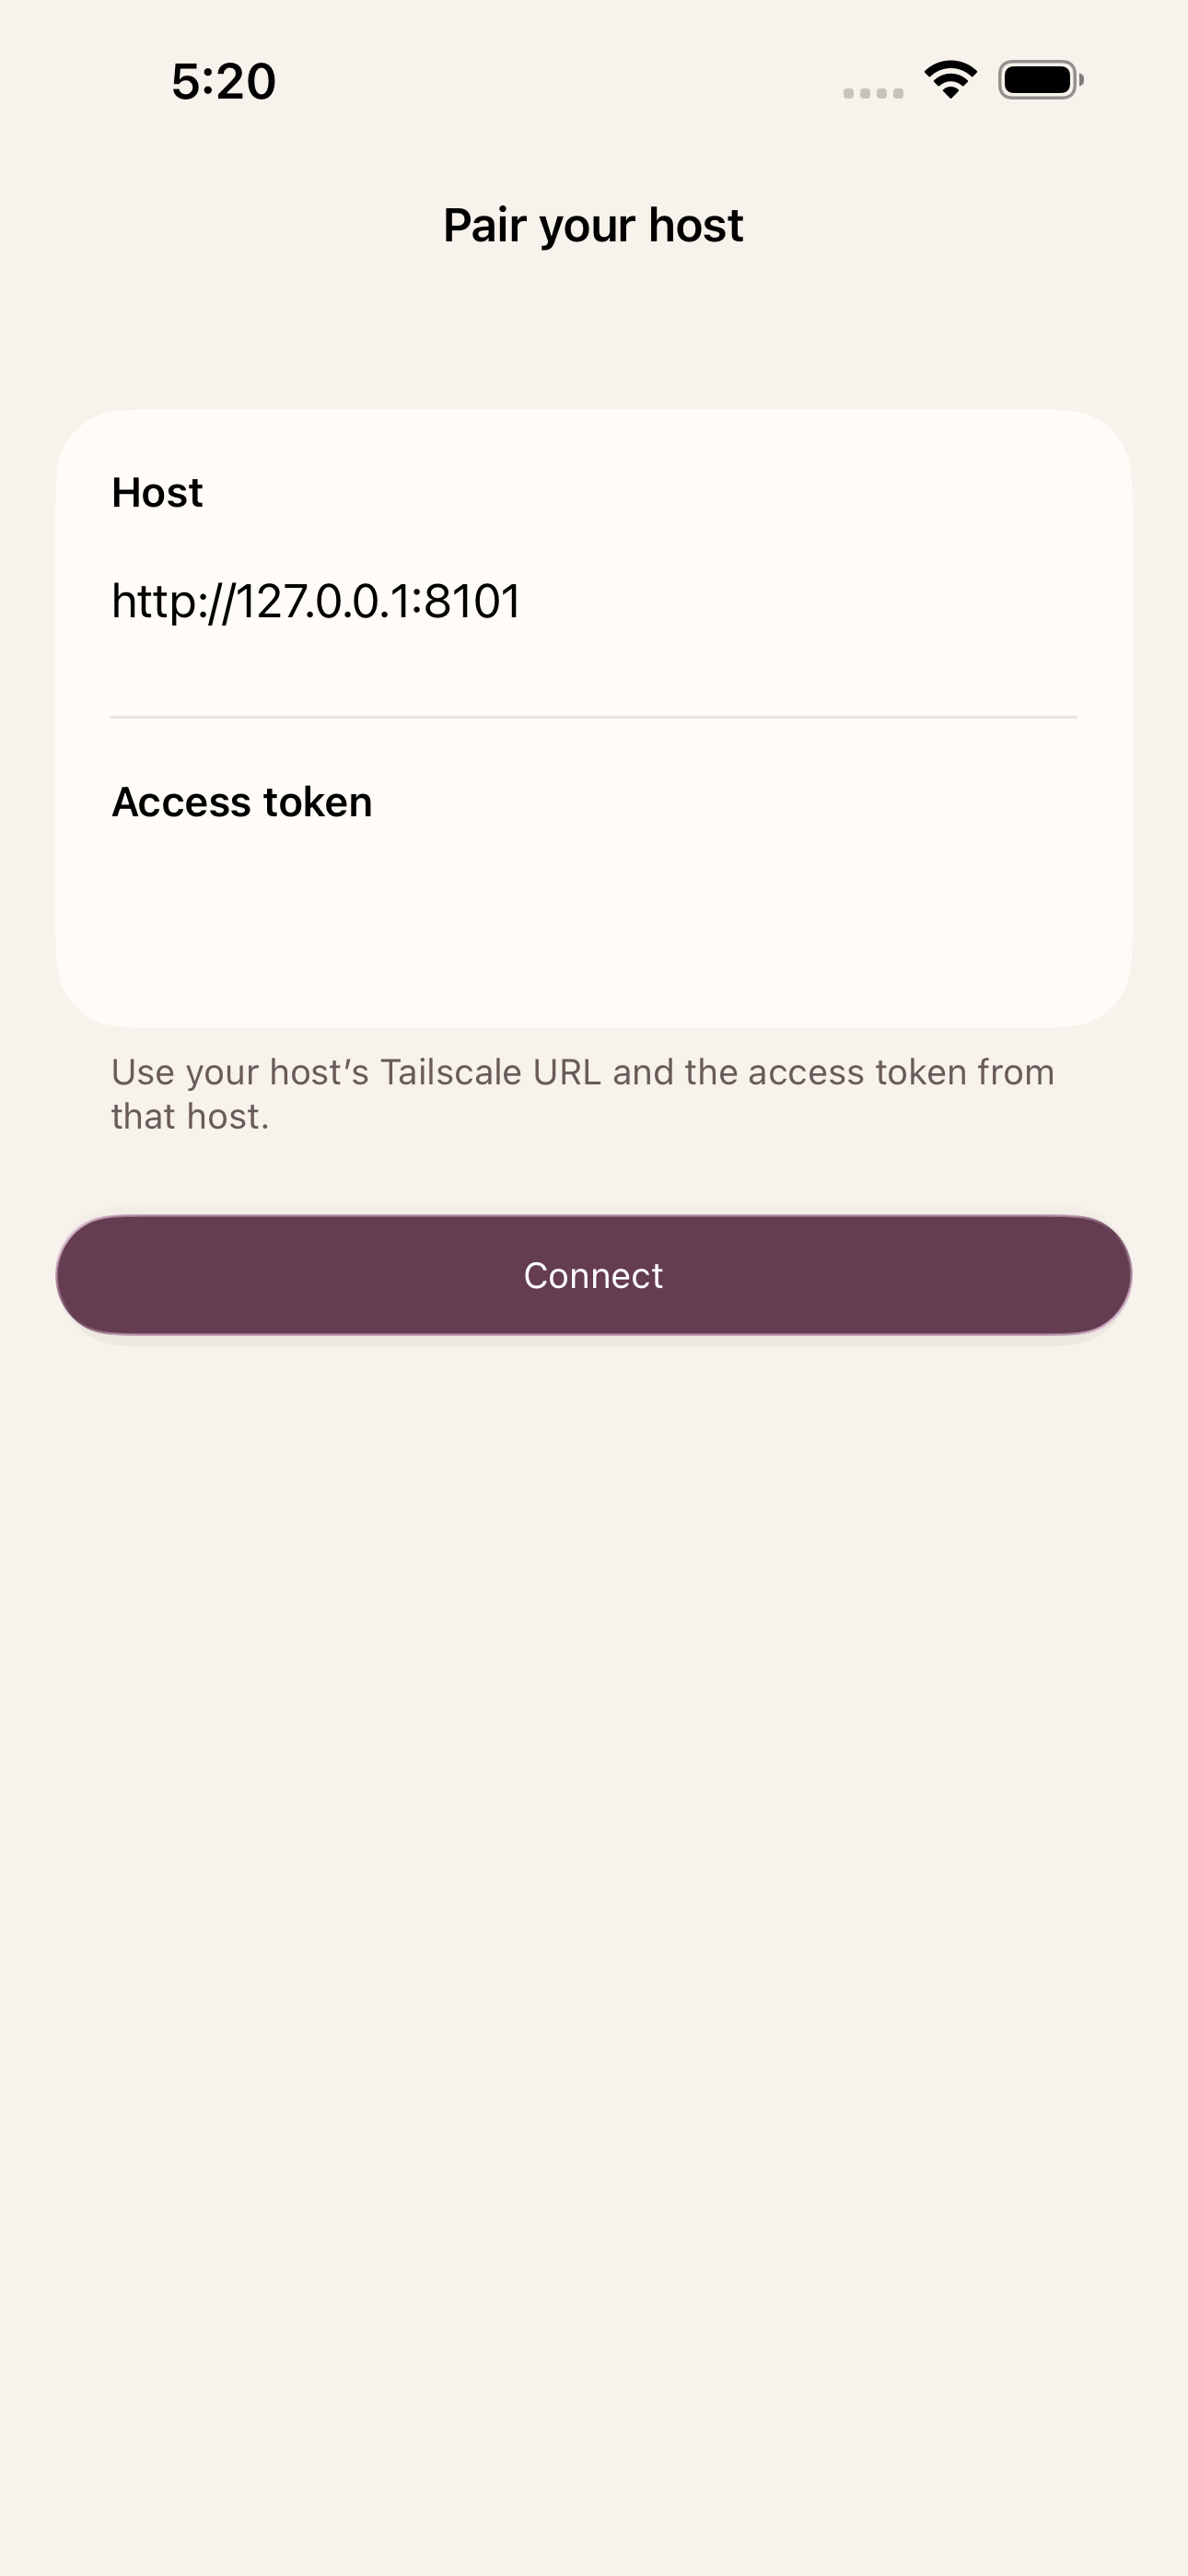 5:20
Pair your host
Host
http://127.0.0.1:8101
Access token
Use your host’s Tailscale URL and the access token from
that host.
Connect